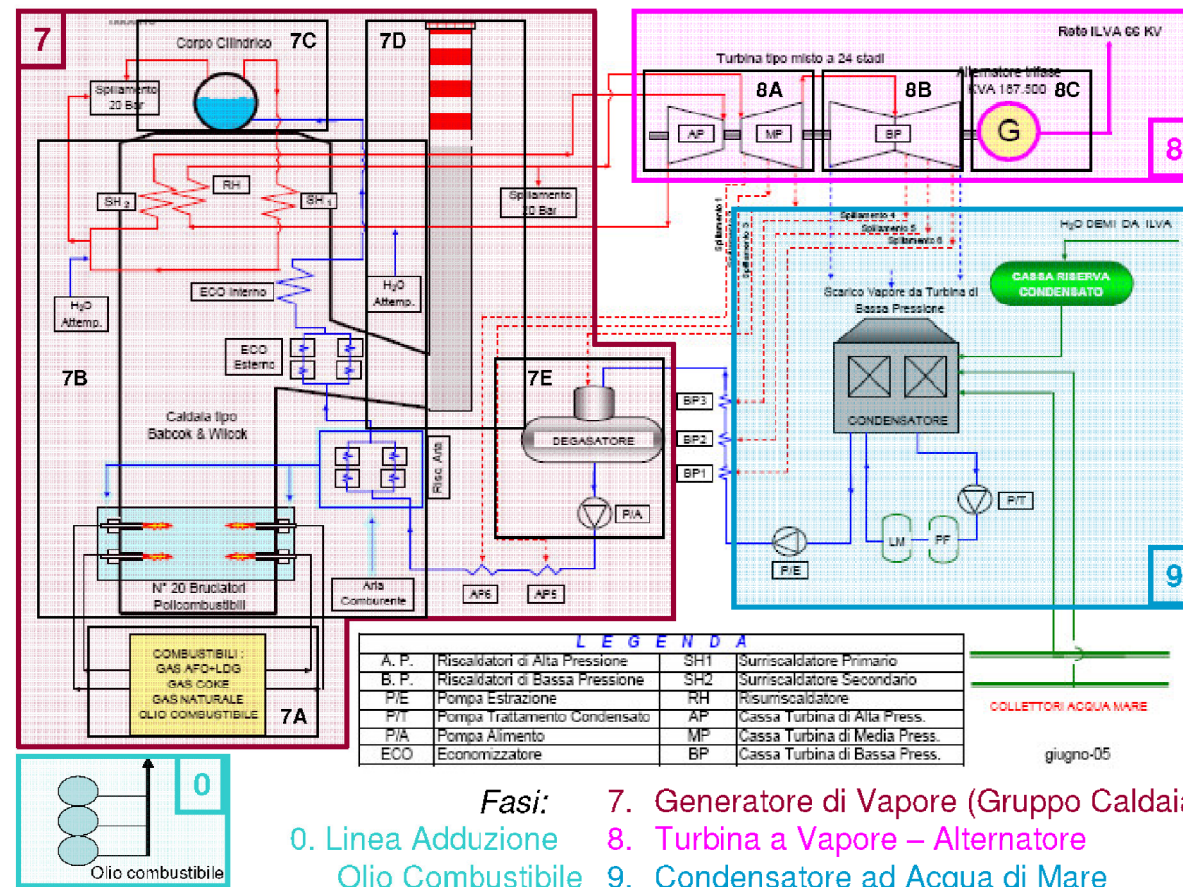 7
Corpo Cilindrico
7C
7D
Spillamento
20 Bar
RH
SH 2
SH 1
Spillamento
20 Bar
H2O
Attemp.
ECO Interno
H2O
Attemp.
ECO
Esterno
7B
7E
Caldaia tipo
Babcok & Wilcok
DEGASATORE
Risc. Aria
P/A
N° 20 Bruciatori
Policombustibili
Aria
Comburente
AP6
AP5
COMBUSTIBILI :
GAS AFO+LDG
GAS COKE
GAS NATURALE
OLIO COMBUSTIBILE
7A
Rete ILVA 66 KV
Turbina tipo misto a 24 stadi
Alternatore trifase
KVA 187.500
8A
8B
8C
AP
MP
BP
G
8
Spillamento 1
Spillamento 4
Spillamento 5
Spillamento 6
H2O DEMI DA ILVA
CASSA RISERVA
CONDENSATO
Scarico Vapore da Turbina di
Bassa Pressione
CONDENSATORE
BP3
BP2
BP1
P/T
LM
PF
P/E
9
L E G E N D A
A. P. Riscaldatori di Alta Pressione SH1 Surriscaldatore Primario
B. P. Riscaldatori di Bassa Pressione SH2 Surriscaldatore Secondario
P/E Pompa Estrazione RH Risurriscaldatore
P/T Pompa Trattamento Condensato AP Cassa Turbina di Alta Press.
P/A Pompa Alimento MP Cassa Turbina di Media Press.
ECO Economizzatore BP Cassa Turbina di Bassa Press.
COLLETTORI ACQUA MARE
giugno-05
0
Olio combustibile
Fasi:
0. Linea Adduzione
Olio Combustibile
7. Generatore di Vapore (Gruppo Caldaia
8. Turbina a Vapore – Alternatore
9. Condensatore ad Acqua di Mare